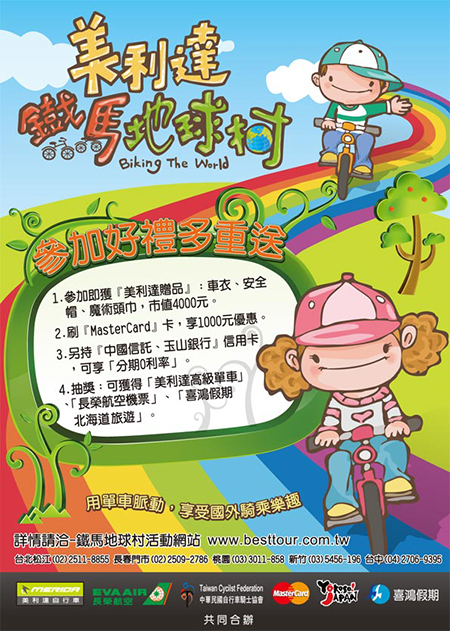 美利達
鐵馬地球村
Biking The World
參加好禮多重送
1.參加即獲『美利達贈品』：車衣、安全
帽、魔術頭巾，市值4000元。
2.刷『MasterCard』卡，享1000元優惠。
3.另持『中國信託、玉山銀行』信用卡
，可享「分期0利率」。
4.抽獎：可獲得「美利達高級單車」
、「長榮航空機票」、「喜鴻假期
北海道旅遊」。
用單車脈動，享受國外騎乘樂趣
詳情請洽-鐵馬地球村活動網站 www.besttour.com.tw
台北松江(02)2511-8855 長春門市(02)2509-2786 桃園(03)3011-858 新竹(03)5456-196 台中(04)2706-9395
MERIDA 美利達自行車
EVA AIR 長榮航空
Taiwan Cyclist Federation
中華民國自行車騎士協會
MasterCard
Yokoso! Japan
喜鴻假期
共同合辦